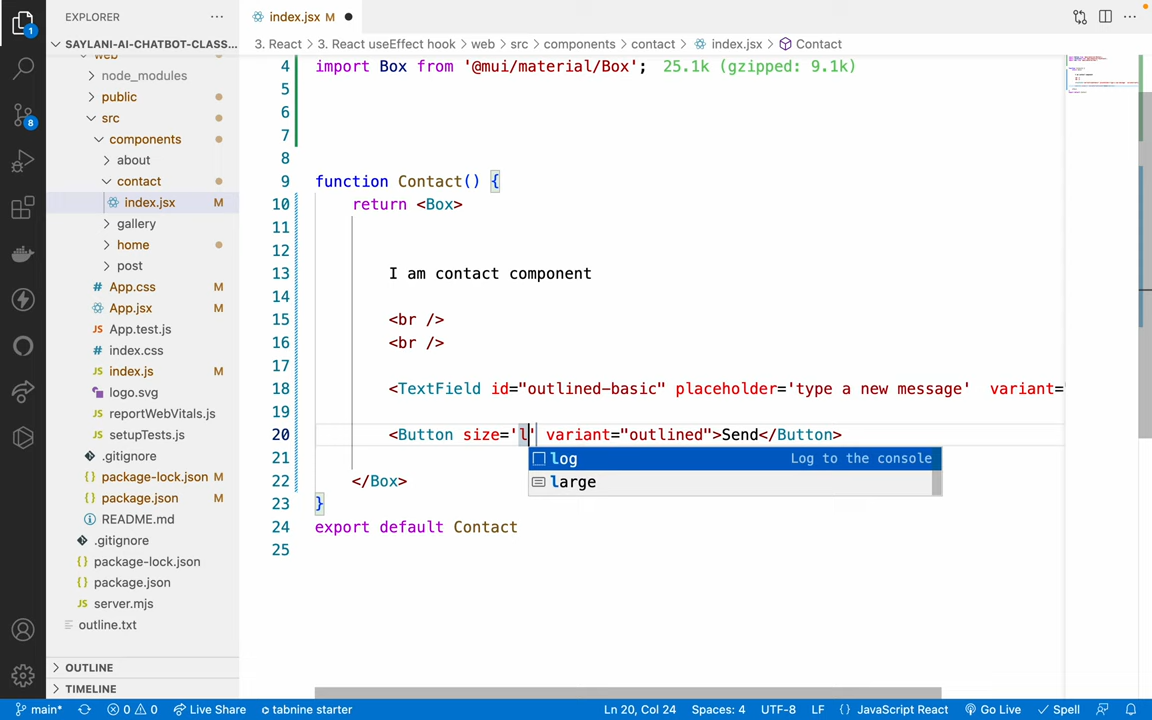 EXPLORER
···
index.jsx M ●
···
1
SAYLANI-AI-CHATBOT-CLASS...
3. React > 3. React useEffect hook > web > src > components > contact > index.jsx > Contact
node_modules
public
src
components
about
contact
index.jsx M
gallery
home
post
App.css M
App.jsx M
JS App.test.js
# index.css
JS index.js M
logo.svg
JS reportWebVitals.js
JS setupTests.js
.gitignore
{} package-lock.json M
{} package.json M
README.md
.gitignore
{} package-lock.json
{} package.json
JS server.mjs
outline.txt
OUTLINE
TIMELINE
8
4 import Box from '@mui/material/Box'; 25.1k (gzipped: 9.1k)
5
6
7
8
9 function Contact() {
10 return <Box>
11
12
13 I am contact component
14
15 <br />
16 <br />
17
18 <TextField id="outlined-basic" placeholder='type a new message' variant=
19
20 <Button size='l' variant="outlined">Send</Button>
log Log to the console
large
21
22 </Box>
23 }
24 export default Contact
25
main* 0 0 Live Share tabnine starter Ln 20, Col 24 Spaces: 4 UTF-8 LF {} JavaScript React Go Live Spell